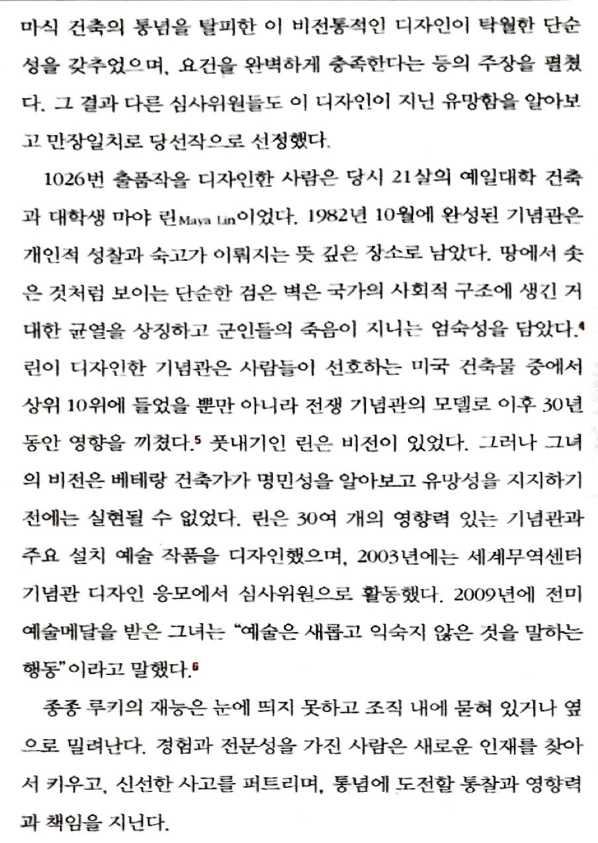 마식 건축의 통념을 탈피한 이 비전통적인 디자인이 탁월한 단순
성을 갖추었으며, 요건을 완벽하게 충족한다는 등의 주장을 펼쳤
다. 그 결과 다른 심사위원들도 이 디자인이 지닌 유망함을 알아보
고 만장일치로 당선작으로 선정했다.
1026번 출품작을 디자인한 사람은 당시 21살의 예일대학 건축
과 대학생 마야 린Maya Lin이었다. 1982년 10월에 완성된 기념관은
개인적 성찰과 숙고가 이뤄지는 뜻 깊은 장소로 남았다. 땅에서 솟
은 것처럼 보이는 단순한 검은 벽은 국가의 사회적 구조에 생긴 거
대한 균열을 상징하고 군인들의 죽음이 지니는 엄숙성을 담았다.4
린이 디자인한 기념관은 사람들이 선호하는 미국 건축물 중에서
상위 10위에 들었을 뿐만 아니라 전쟁 기념관의 모델로 이후 30년
동안 영향을 끼쳤다.5 풋내기인 린은 비전이 있었다. 그러나 그녀
의 비전은 베테랑 건축가가 명민성을 알아보고 유망성을 지지하기
전에는 실현될 수 없었다. 린은 30여 개의 영향력 있는 기념관과
주요 설치 예술 작품을 디자인했으며, 2003년에는 세계무역센터
기념관 디자인 응모에서 심사위원으로 활동했다. 2009년에 전미
예술메달을 받은 그녀는 “예술은 새롭고 익숙지 않은 것을 말하는
행동”이라고 말했다.6
종종 루키의 재능은 눈에 띄지 못하고 조직 내에 묻혀 있거나 옆
으로 밀려난다. 경험과 전문성을 가진 사람은 새로운 인재를 찾아
서 키우고, 신선한 사고를 퍼트리며, 통념에 도전할 통찰과 영향력
과 책임을 지닌다.